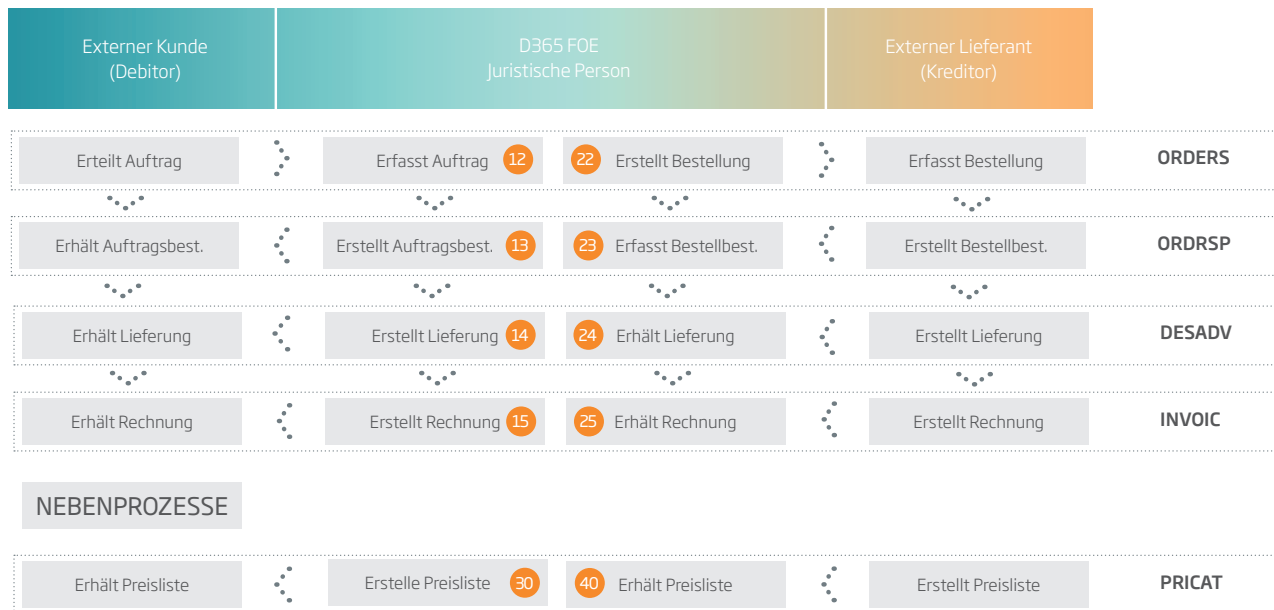 Externer Kunde
(Debitor)
D365 FOE
Juristische Person
Externer Lieferant
(Kreditor)
Erteilt Auftrag
Erfasst Auftrag 12
22 Erstellt Bestellung
Erfasst Bestellung
ORDERS
Erhält Auftragsbest.
Erstellt Auftragsbest. 13
23 Erfasst Bestellbest.
Erstellt Bestellbest.
ORDRSP
Erhält Lieferung
Erstellt Lieferung 14
24 Erhält Lieferung
Erstellt Lieferung
DESADV
Erhält Rechnung
Erstellt Rechnung 15
25 Erhält Rechnung
Erstellt Rechnung
INVOIC
NEBENPROZESSE
Erhält Preisliste
Erstelle Preisliste 30
40 Erhält Preisliste
Erstellt Preisliste
PRICAT